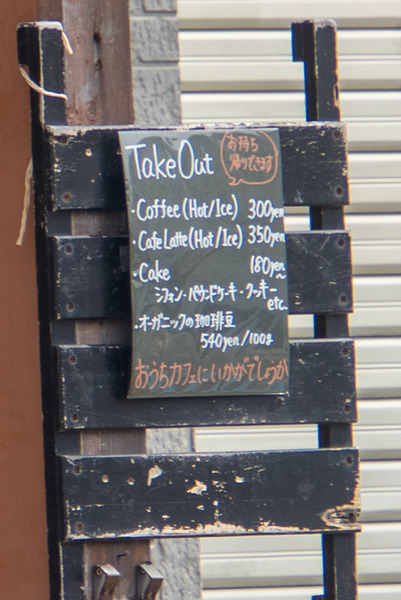 Take Out
お持ち
帰りできます
・Coffee (Hot/Ice) 300yen
・Cafe Latte (Hot/Ice) 350yen
・Cake 180yen~
シフォン・パウンドケーキ・クッキー
etc.
・オーガニックの珈琲豆
540yen/100g
おうちカフェにいかがでしょうか